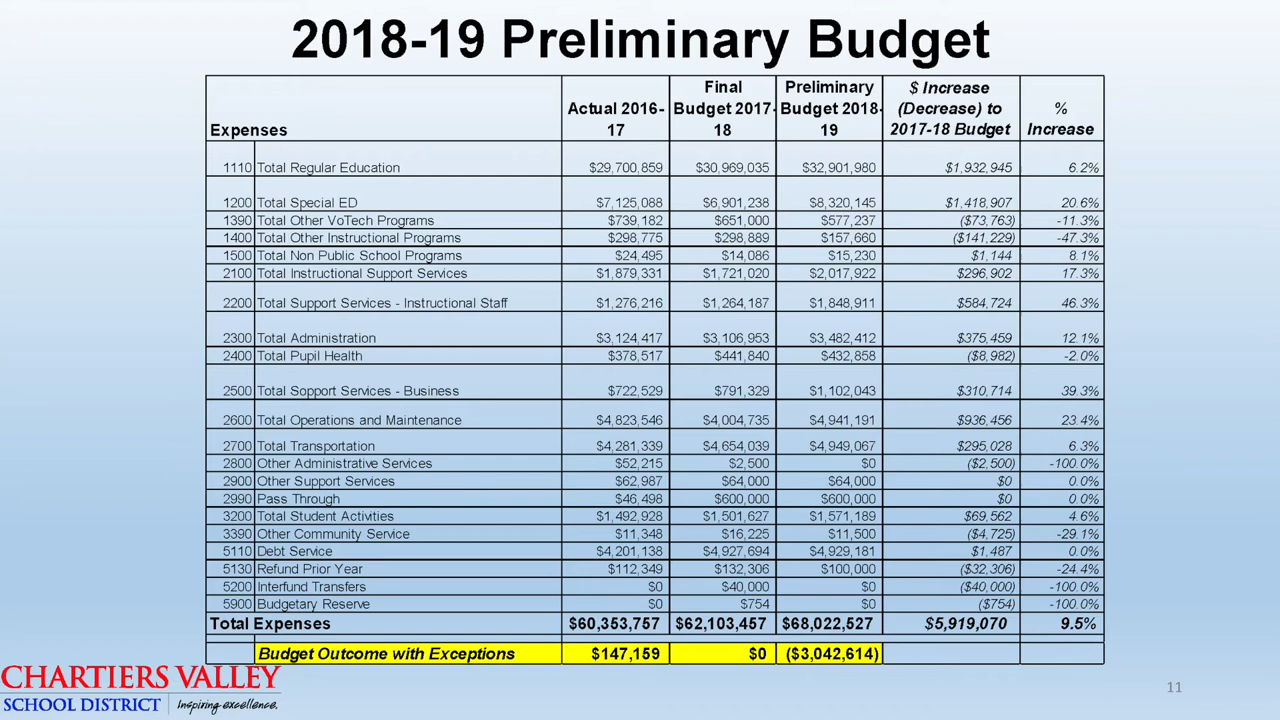 2018-19 Preliminary Budget
Expenses Actual 2016-17 Final Budget 2017-18 Preliminary Budget 2018-19 $ Increase (Decrease) to 2017-18 Budget % Increase
1110 Total Regular Education $29,700,859 $30,969,035 $32,901,980 $1,932,945 6.2%
1200 Total Special ED $7,125,088 $6,901,238 $8,320,145 $1,418,907 20.6%
1390 Total Other VoTech Programs $739,182 $651,000 $577,237 ($73,763) -11.3%
1400 Total Other Instructional Programs $298,775 $298,889 $157,660 ($141,229) -47.3%
1500 Total Non Public School Programs $24,495 $14,086 $15,230 $1,144 8.1%
2100 Total Instructional Support Services $1,879,331 $1,721,020 $2,017,922 $296,902 17.3%
2200 Total Support Services - Instructional Staff $1,276,216 $1,264,187 $1,848,911 $584,724 46.3%
2300 Total Administration $3,124,417 $3,106,953 $3,482,412 $375,459 12.1%
2400 Total Pupil Health $378,517 $441,840 $432,858 ($8,982) -2.0%
2500 Total Sopport Services - Business $722,529 $791,329 $1,102,043 $310,714 39.3%
2600 Total Operations and Maintenance $4,823,546 $4,004,735 $4,941,191 $936,456 23.4%
2700 Total Transportation $4,281,339 $4,654,039 $4,949,067 $295,028 6.3%
2800 Other Administrative Services $52,215 $2,500 $0 ($2,500) -100.0%
2900 Other Support Services $62,987 $64,000 $64,000 $0 0.0%
2990 Pass Through $46,498 $600,000 $600,000 $0 0.0%
3200 Total Student Activities $1,492,928 $1,501,627 $1,571,189 $69,562 4.6%
3390 Other Community Service $11,348 $16,225 $11,500 ($4,725) -29.1%
5110 Debt Service $4,201,138 $4,927,694 $4,929,181 $1,487 0.0%
5130 Refund Prior Year $112,349 $132,306 $100,000 ($32,306) -24.4%
5200 Interfund Transfers $0 $40,000 $0 ($40,000) -100.0%
5900 Budgetary Reserve $0 $754 $0 ($754) -100.0%
Total Expenses $60,353,757 $62,103,457 $68,022,527 $5,919,070 9.5%
Budget Outcome with Exceptions $147,159 $0 ($3,042,614)
CHARTIERS VALLEY
SCHOOL DISTRICT Inspiring excellence.
11